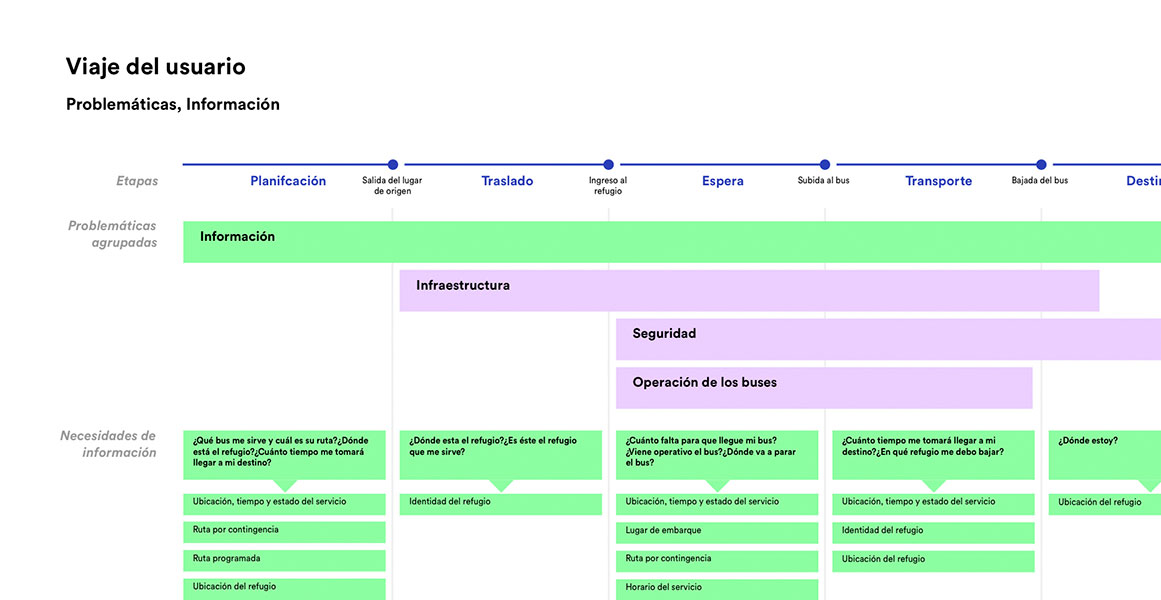 Viaje del usuario
Problemáticas, Información
Etapas
Planifcación
Salida del lugar
de origen
Traslado
Ingreso al
refugio
Espera
Subida al bus
Transporte
Bajada del bus
Problemáticas
agrupadas
Información
Infraestructura
Seguridad
Operación de los buses
Necesidades de
información
¿Qué bus me sirve y cuál es su ruta?¿Dónde
está el refugio?¿Cuánto tiempo me tomará
llegar a mi destino?
Ubicación, tiempo y estado del servicio
Ruta por contingencia
Ruta programada
Ubicación del refugio
¿Dónde esta el refugio?¿Es éste el refugio
que me sirve?
Identidad del refugio
¿Cuánto falta para que llegue mi bus?
¿Viene operativo el bus?¿Dónde va a parar
el bus?
Ubicación, tiempo y estado del servicio
Lugar de embarque
Ruta por contingencia
Horario del servicio
¿Cuánto tiempo me tomará llegar a mi
destino?¿En qué refugio me debo bajar?
Ubicación, tiempo y estado del servicio
Identidad del refugio
Ubicación del refugio
¿Dónde estoy?
Ubicación del refugio